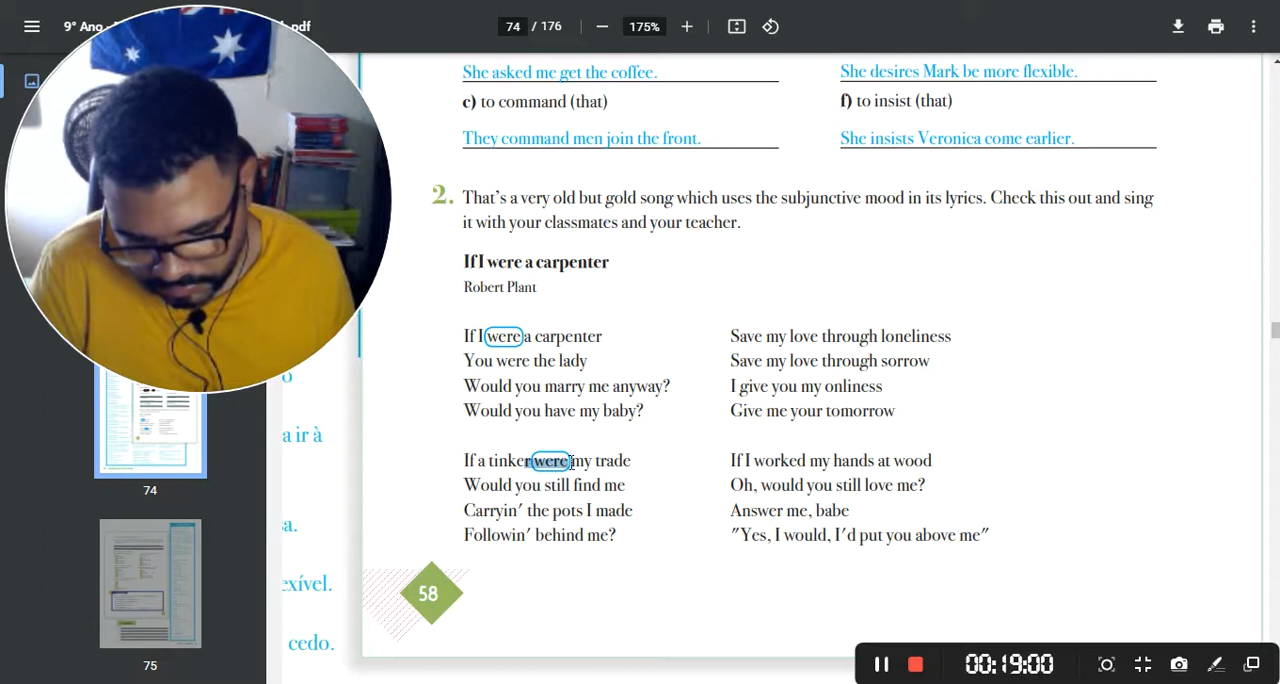 9° Ano
.pdf
74 / 176
175%
She asked me get the coffee.
She desires Mark be more flexible.
c) to command (that)
f) to insist (that)
They command men join the front.
She insists Veronica come earlier.
2. That's a very old but gold song which uses the subjunctive mood in its lyrics. Check this out and sing
it with your classmates and your teacher.
If I were a carpenter
Robert Plant
If I were a carpenter
You were the lady
Would you marry me anyway?
Would you have my baby?
If a tinker were my trade
Would you still find me
Carryin' the pots I made
Followin' behind me?
Save my love through loneliness
Save my love through sorrow
I give you my onliness
Give me your tomorrow
If I worked my hands at wood
Oh, would you still love me?
Answer me, babe
"Yes, I would, I'd put you above me"
58
a ir à
sa.
exível.
cedo.
74
75
00:19:00